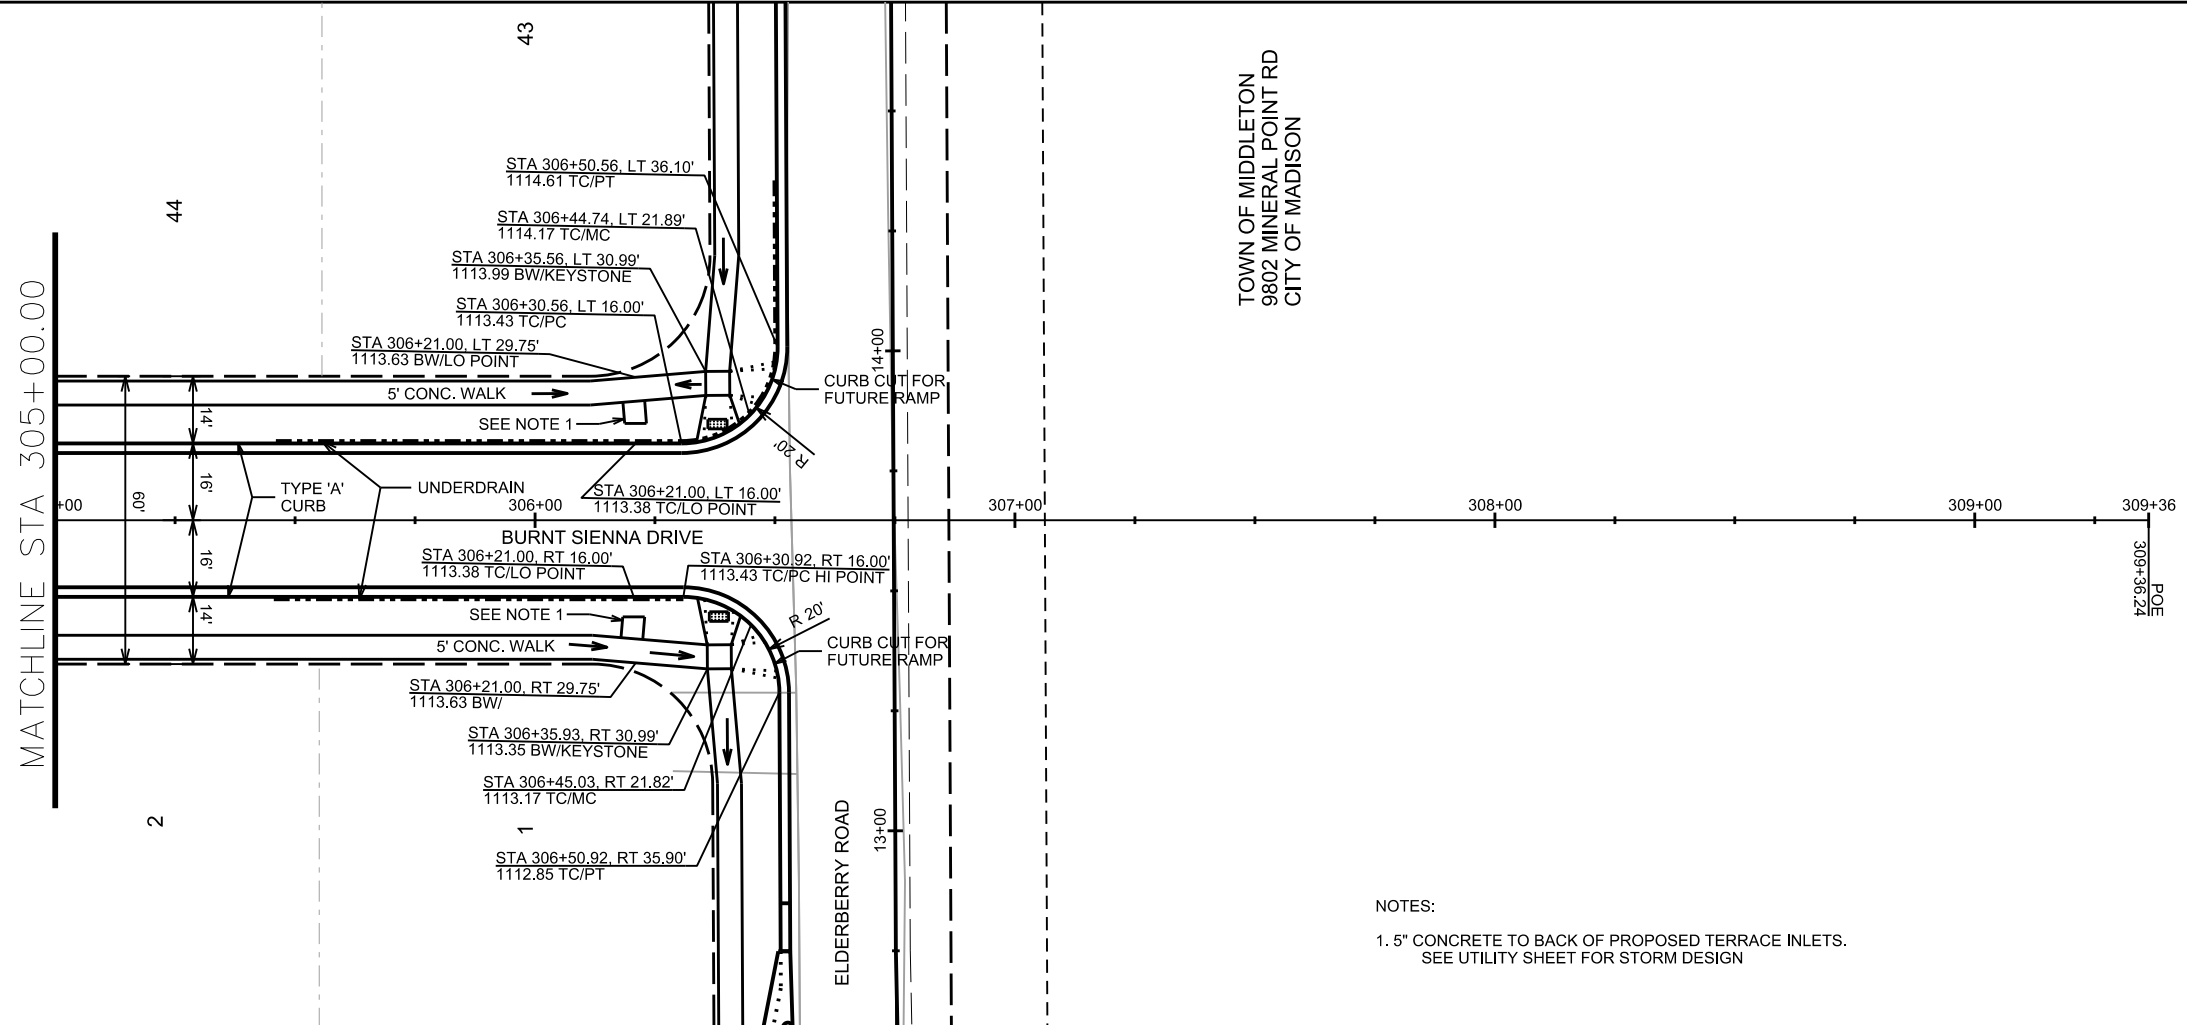 43
44
TOWN OF MIDDLETON
9802 MINERAL POINT RD
CITY OF MADISON
MATCHLINE STA 305+00.00
STA 306+50.56, LT 36.10'
1114.61 TC/PT
STA 306+44.74, LT 21.89'
1114.17 TC/MC
STA 306+35.56, LT 30.99'
1113.99 BW/KEYSTONE
STA 306+30.56, LT 16.00'
1113.43 TC/PC
STA 306+21.00, LT 29.75'
1113.63 BW/LO POINT
14+00
CURB CUT FOR
FUTURE RAMP
5' CONC. WALK
14'
SEE NOTE 1
R 20'
16'
60'
TYPE 'A'
CURB
UNDERDRAIN
STA 306+21.00, LT 16.00'
1113.38 TC/LO POINT
+00
306+00
307+00
308+00
309+00
309+36
BURNT SIENNA DRIVE
16'
STA 306+21.00, RT 16.00'
1113.38 TC/LO POINT
STA 306+30.92, RT 16.00'
1113.43 TC/PC HI POINT
309+36.24
POE
14'
SEE NOTE 1
R 20'
5' CONC. WALK
CURB CUT FOR
FUTURE RAMP
STA 306+21.00, RT 29.75'
1113.63 BW/
STA 306+35.93, RT 30.99'
1113.35 BW/KEYSTONE
STA 306+45.03, RT 21.82'
1113.17 TC/MC
2
1
STA 306+50.92, RT 35.90'
1112.85 TC/PT
ELDERBERRY ROAD
13+00
NOTES:
1. 5" CONCRETE TO BACK OF PROPOSED TERRACE INLETS.
SEE UTILITY SHEET FOR STORM DESIGN